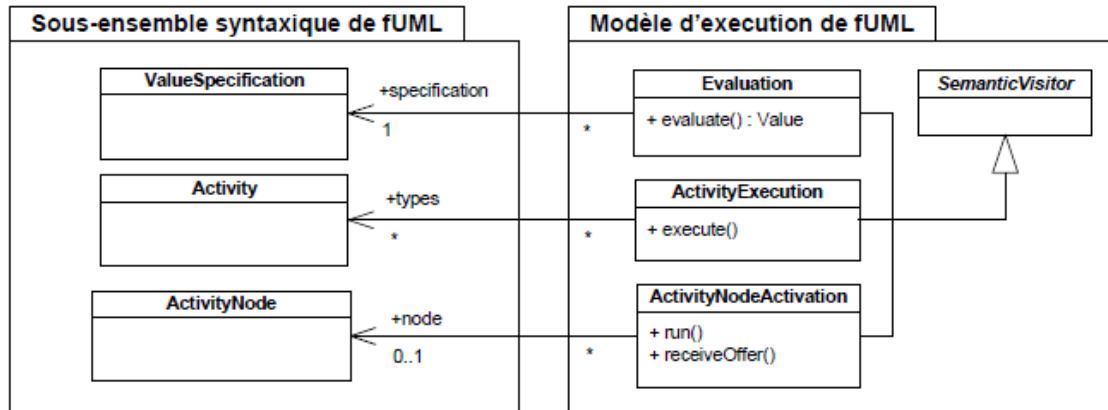 Sous-ensemble syntaxique de fUML
Modèle d'execution de fUML
ValueSpecification
+specification
1
*
Evaluation
+ evaluate() : Value
SemanticVisitor
Activity
+types
*
*
ActivityExecution
+ execute()
ActivityNode
+node
0..1
*
ActivityNodeActivation
+ run()
+ receiveOffer()